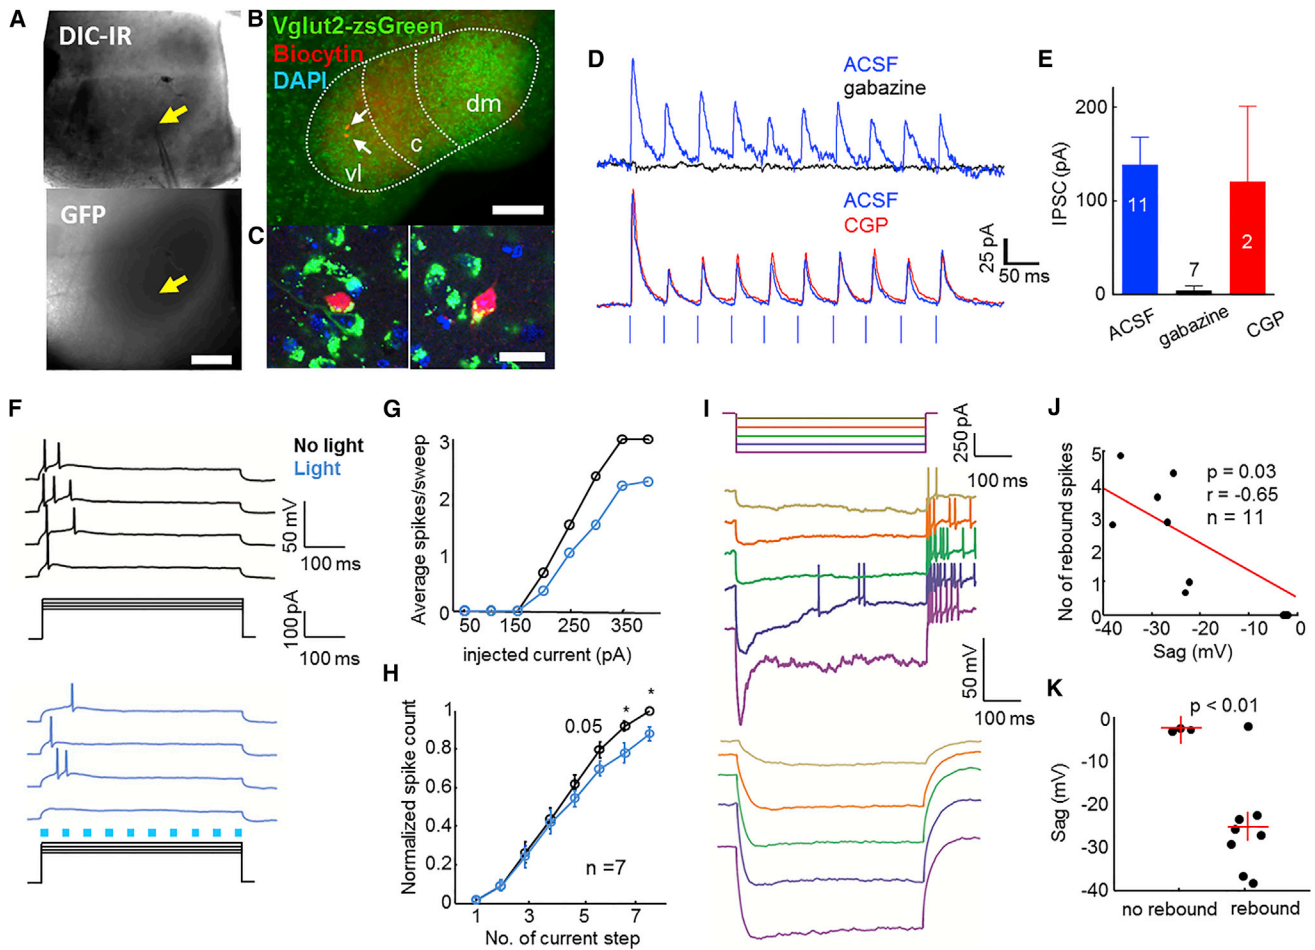 A
DIC-IR
GFP
B
Vglut2-zsGreen
Biocytin
DAPI
dm
c
vl
C
D
ACSF
gabazine
ACSF
CGP
25 pA
50 ms
E
IPSC (pA)
200
100
0
11
7
2
ACSF
gabazine
CGP
F
No light
Light
50 mV
100 ms
100pA
100 ms
G
Average spikes/sweep
3
2
1
0
50
150
250
350
injected current (pA)
H
Normalized spike count
1
0.8
0.6
0.4
0.2
0
0.05
*
*
n =7
1
3
5
7
No. of current step
I
250 pA
100 ms
50 mV
100 ms
J
No of rebound spikes
5
4
3
2
1
0
p = 0.03
r = -0.65
n = 11
-40
-30
-20
-10
0
Sag (mV)
K
p < 0.01
Sag (mV)
0
-10
-20
-30
-40
no rebound
rebound